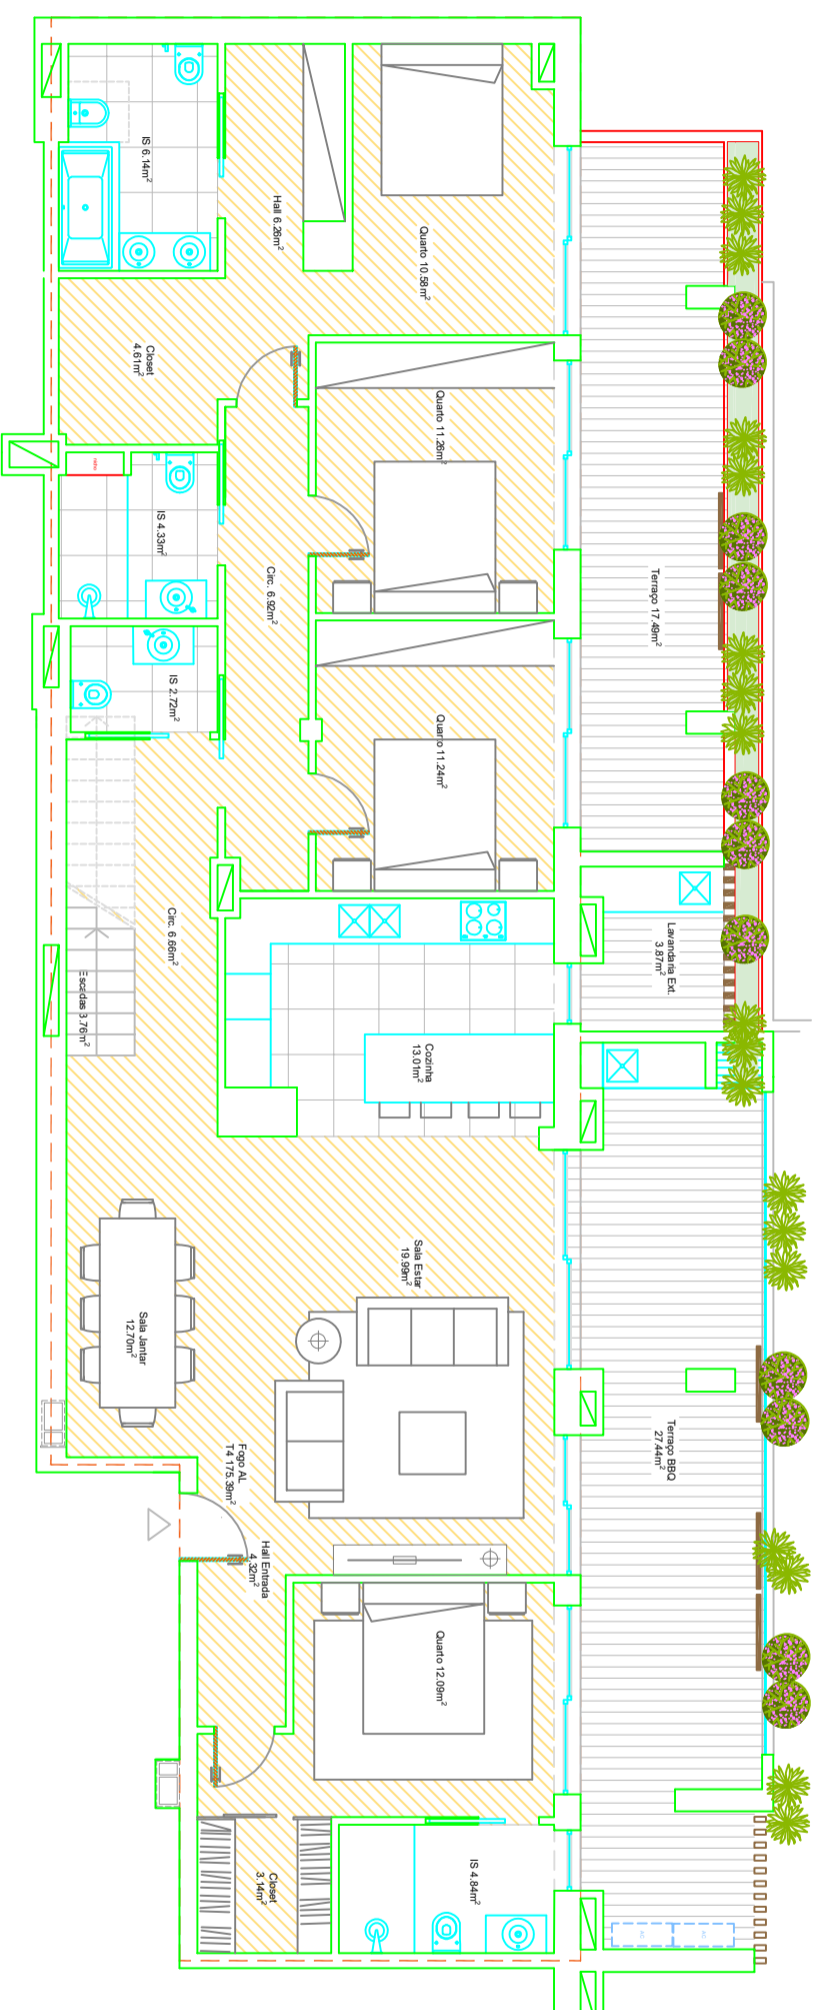 IS 6.14m²
Hall 6.26m²
Quarto 10.58m²
Closet
4.61m²
Quarto 11.26m²
IS 4.33m²
Circ. 6.92m²
Terraço 17.49m²
IS 2.72m²
Quarto 11.24m²
Circ. 6.66m²
Escadas 3.76m²
Lavandaria Ext.
3.87m²
Cozinha
13.01m²
Sala Estar
19.99m²
Sala Jantar
12.70m²
Fogo AL
T4 175.39m²
Hall Entrada
4.32m²
Terraço BBQ
27.44m²
Quarto 12.09m²
Closet
3.14m²
IS 4.84m²
AC
AC